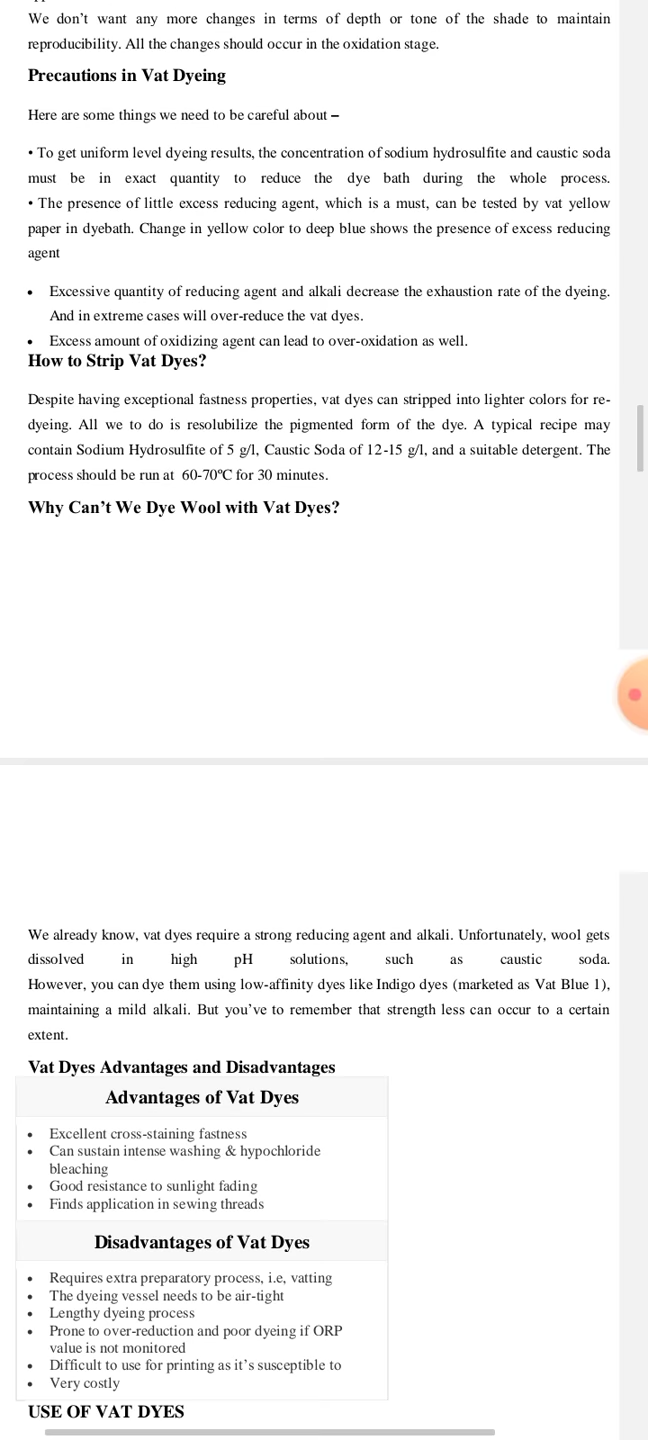 We don't want any more changes in terms of depth or tone of the shade to maintain
reproducibility. All the changes should occur in the oxidation stage.
Precautions in Vat Dyeing
Here are some things we need to be careful about –
• To get uniform level dyeing results, the concentration of sodium hydrosulfite and caustic soda
must be in exact quantity to reduce the dye bath during the whole process.
• The presence of little excess reducing agent, which is a must, can be tested by vat yellow
paper in dyebath. Change in yellow color to deep blue shows the presence of excess reducing
agent
• Excessive quantity of reducing agent and alkali decrease the exhaustion rate of the dyeing.
And in extreme cases will over-reduce the vat dyes.
• Excess amount of oxidizing agent can lead to over-oxidation as well.
How to Strip Vat Dyes?
Despite having exceptional fastness properties, vat dyes can stripped into lighter colors for re-
dyeing. All we to do is resolubilize the pigmented form of the dye. A typical recipe may
contain Sodium Hydrosulfite of 5 g/l, Caustic Soda of 12-15 g/l, and a suitable detergent. The
process should be run at 60-70ºC for 30 minutes.
Why Can't We Dye Wool with Vat Dyes?
We already know, vat dyes require a strong reducing agent and alkali. Unfortunately, wool gets
dissolved in high pH solutions, such as caustic soda.
However, you can dye them using low-affinity dyes like Indigo dyes (marketed as Vat Blue 1),
maintaining a mild alkali. But you've to remember that strength less can occur to a certain
extent.
Vat Dyes Advantages and Disadvantages
Advantages of Vat Dyes
• Excellent cross-staining fastness
• Can sustain intense washing & hypochloride
bleaching
• Good resistance to sunlight fading
• Finds application in sewing threads
Disadvantages of Vat Dyes
• Requires extra preparatory process, i.e, vatting
• The dyeing vessel needs to be air-tight
• Lengthy dyeing process
• Prone to over-reduction and poor dyeing if ORP
value is not monitored
• Difficult to use for printing as it's susceptible to
• Very costly
USE OF VAT DYES